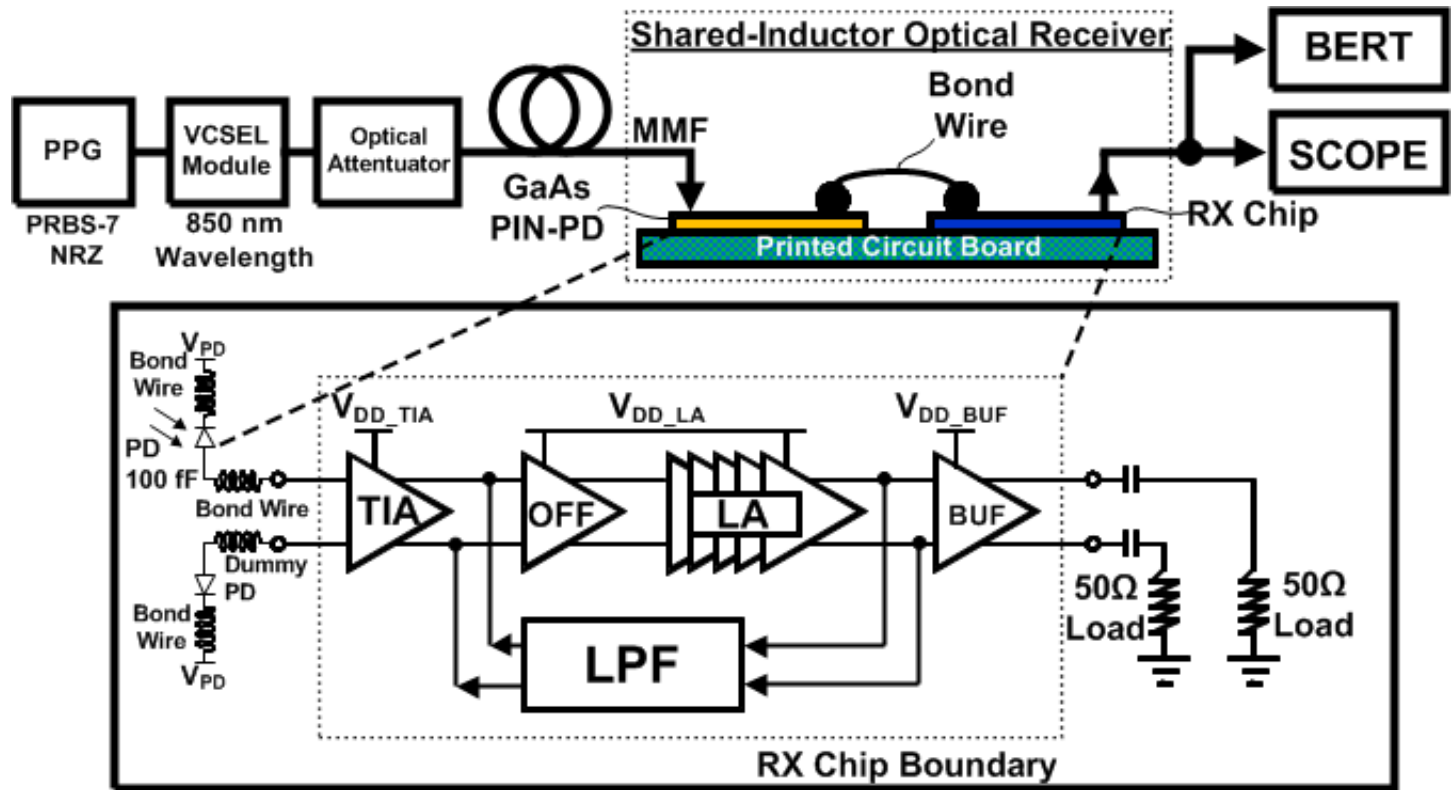 Shared-Inductor Optical Receiver
BERT
SCOPE
PPG
PRBS-7
NRZ
VCSEL
Module
850 nm
Wavelength
Optical
Attentuator
MMF
Bond
Wire
GaAs
PIN-PD
RX Chip
Printed Circuit Board
VPD
Bond
Wire
PD
100 fF
Bond Wire
Dummy
PD
Bond
Wire
VPD
VDD_TIA
VDD_LA
VDD_BUF
TIA
OFF
LA
BUF
LPF
50Ω
Load
50Ω
Load
RX Chip Boundary